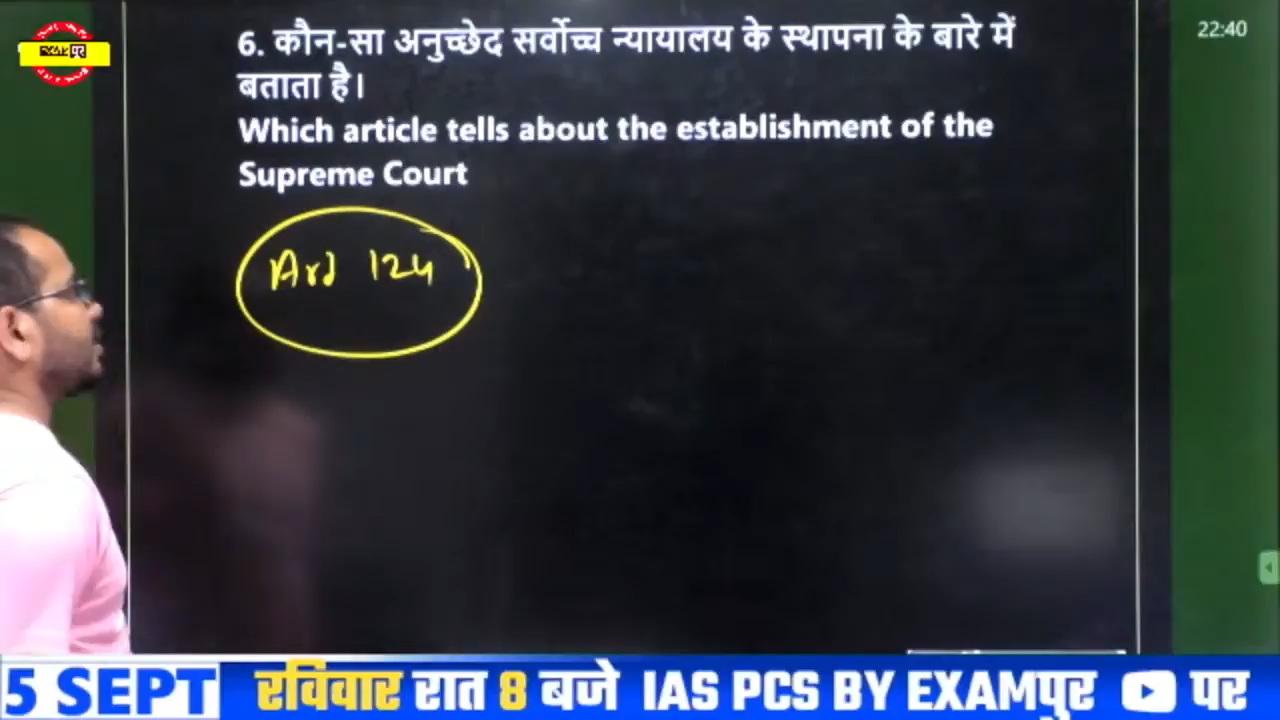 EXAMपुर
22:40
6. कौन-सा अनुच्छेद सर्वोच्च न्यायालय के स्थापना के बारे में
बताता है।
Which article tells about the establishment of the
Supreme Court
Art 124
5 SEPT रविवार रात 8 बजे IAS PCS BY EXAMपुर पर